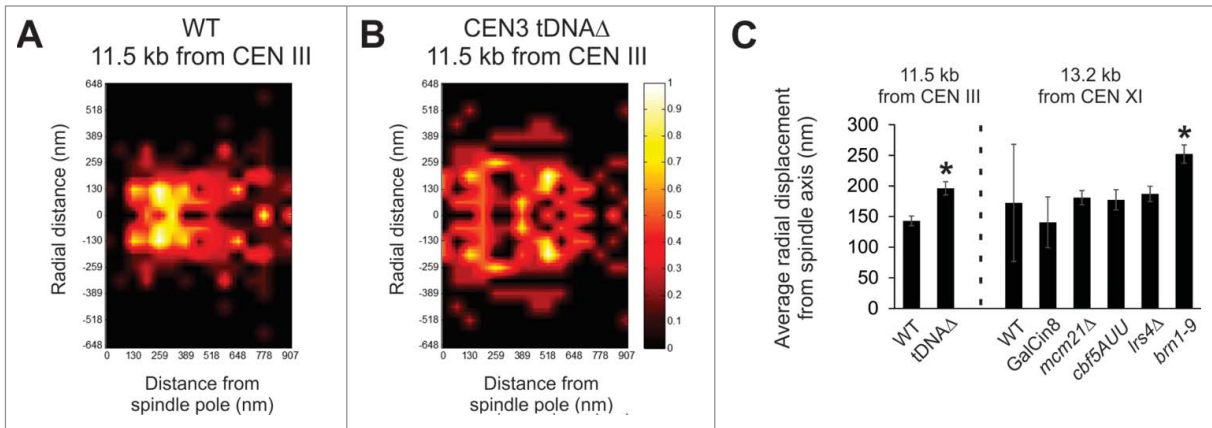 A
WT
11.5 kb from CEN III
Radial distance (nm)
648
518
389
259
130
0
-130
-259
-389
-518
-648
0 130 259 389 518 648 778 907
Distance from
spindle pole (nm)
B
CEN3 tDNAΔ
11.5 kb from CEN III
Radial distance (nm)
648
518
389
259
130
0
-130
-259
-389
-518
-648
0 130 259 389 518 648 778 907
Distance from
spindle pole (nm)
1
0.9
0.8
0.7
0.6
0.5
0.4
0.3
0.2
0.1
0
C
11.5 kb
from CEN III
13.2 kb
from CEN XI
Average radial displacement
from spindle axis (nm)
300
250
200
150
100
50
0
*
*
WT
tDNAΔ
WT
GalCin8
mcm21Δ
cbf5AUU
lrs4Δ
brn1-9